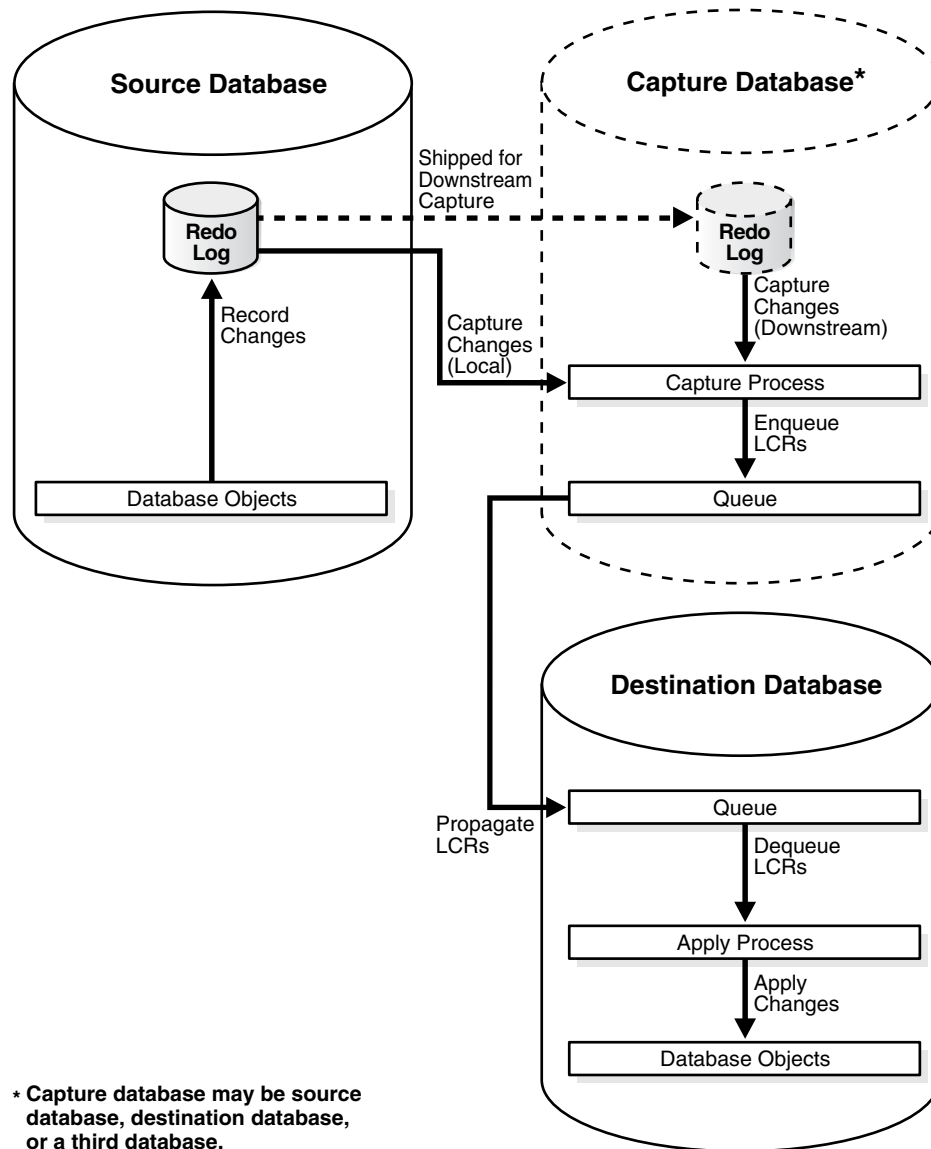 Source Database
Capture Database*
Shipped for
Downstream
Capture
Redo
Log
Redo
Log
Record
Changes
Capture
Changes
(Local)
Capture
Changes
(Downstream)
Capture Process
Enqueue
LCRs
Database Objects
Queue
Destination Database
Queue
Propagate
LCRs
Dequeue
LCRs
Apply Process
Apply
Changes
Database Objects
* Capture database may be source
database, destination database,
or a third database.